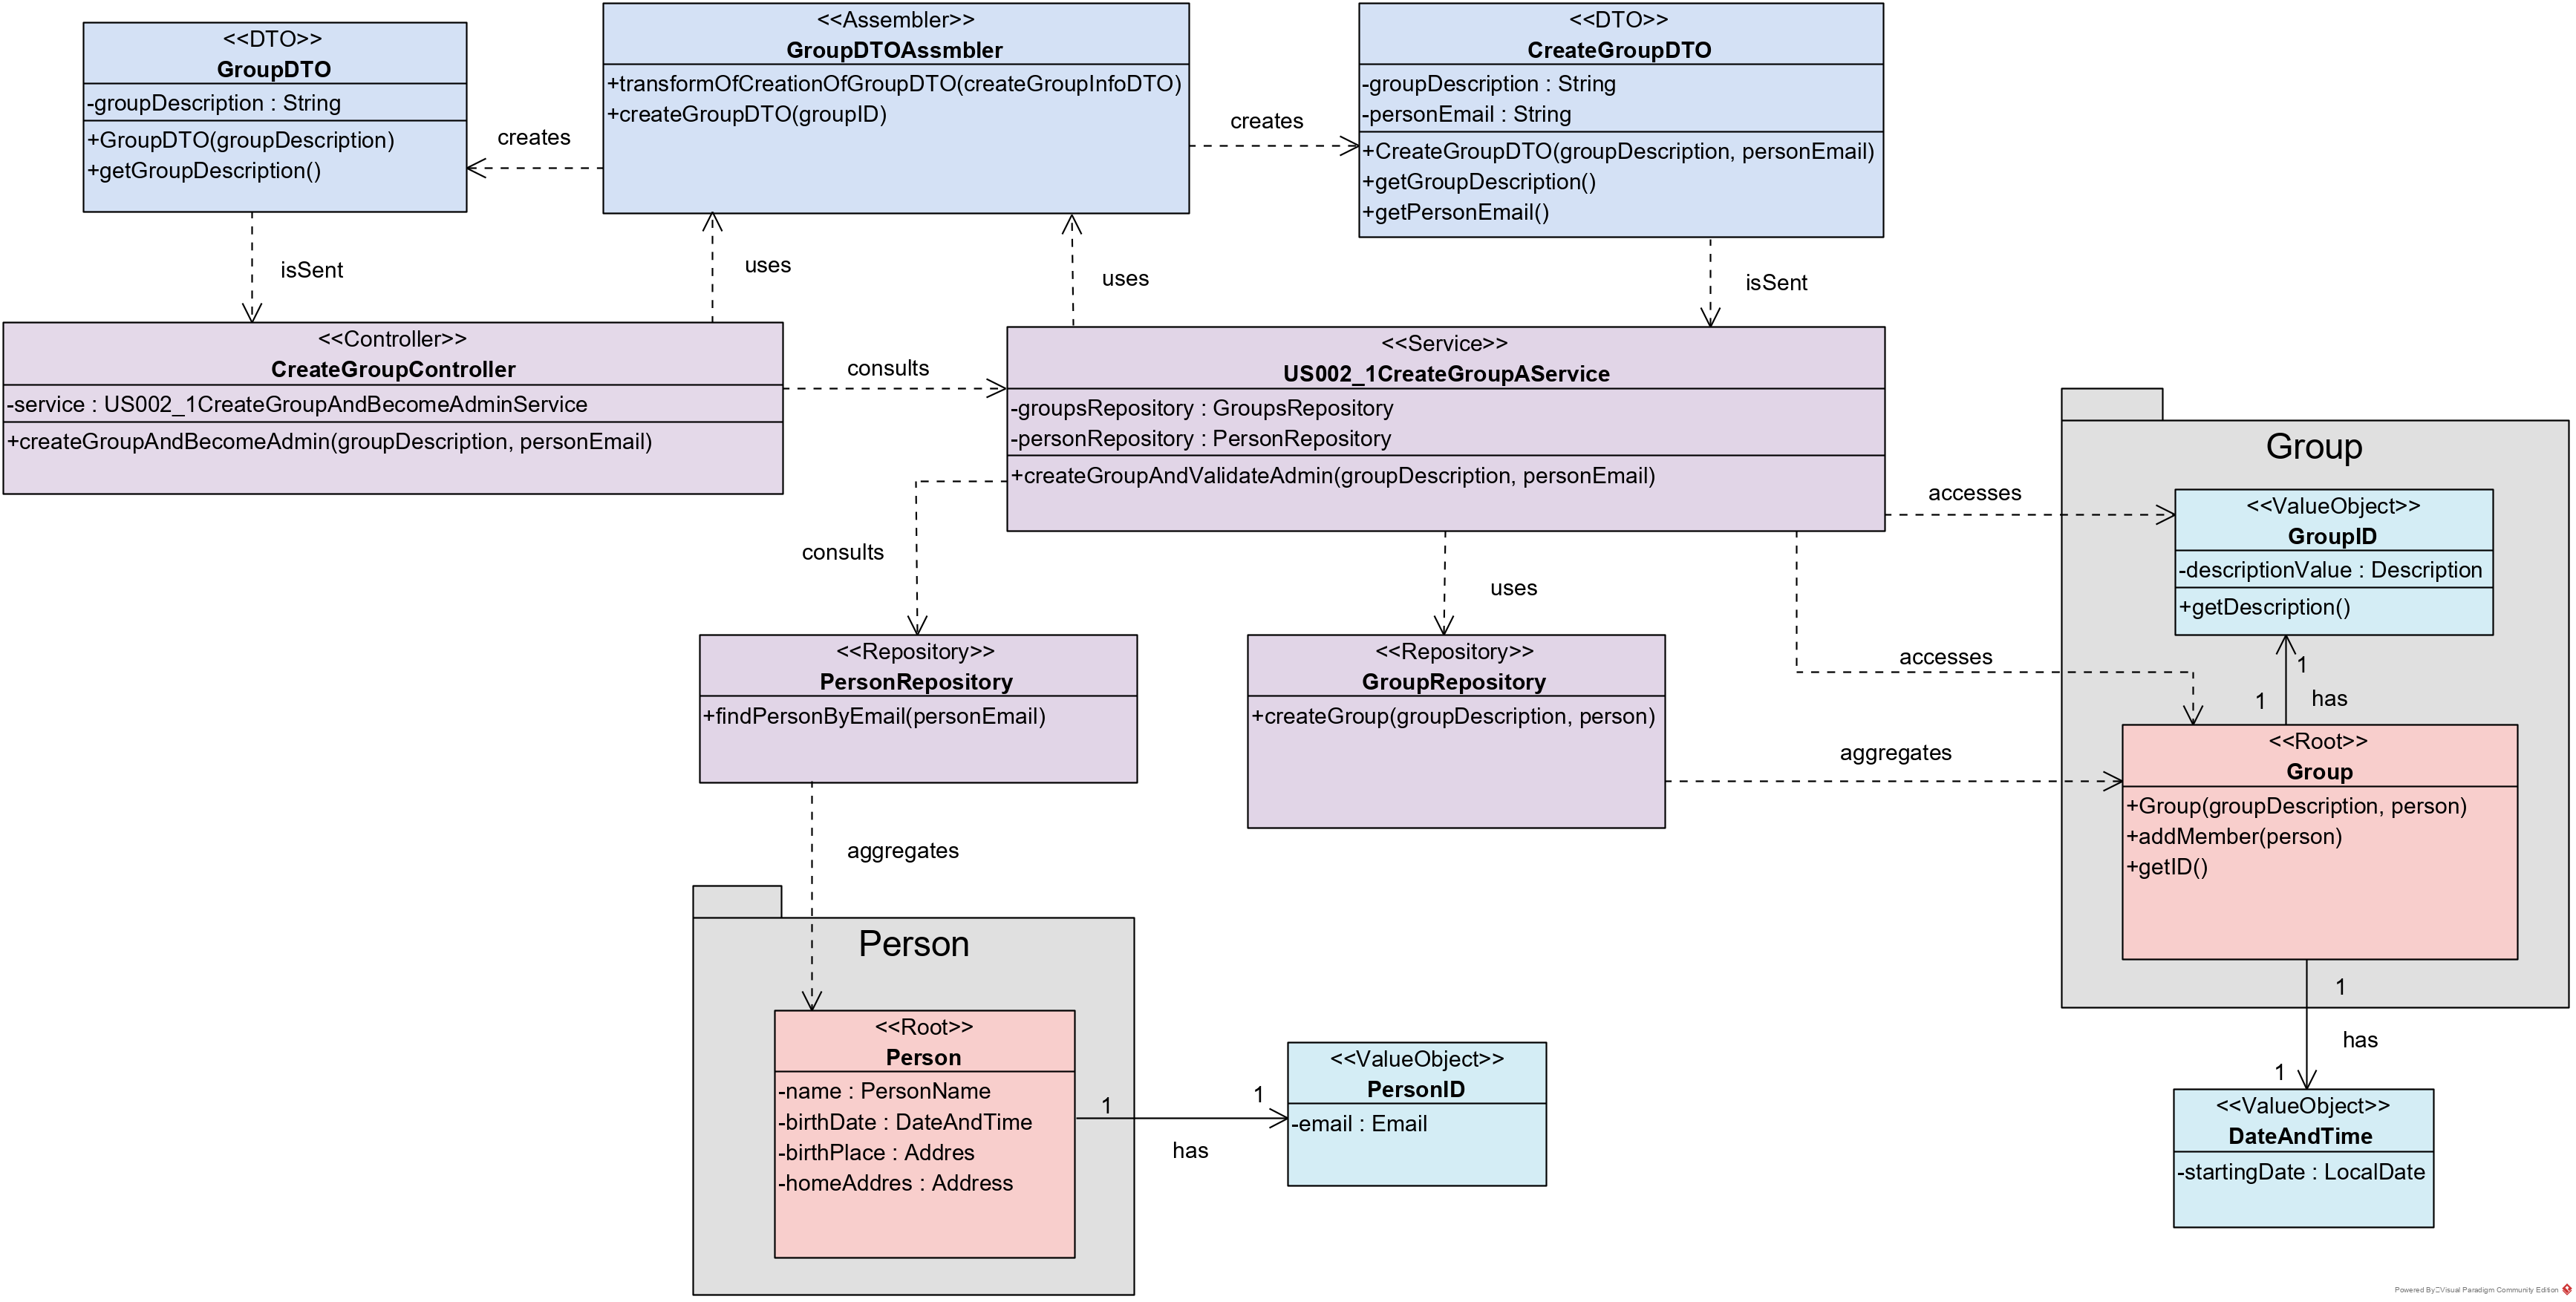 <<DTO>>
GroupDTO
-groupDescription : String
+GroupDTO(groupDescription)
+getGroupDescription()
creates
<<Assembler>>
GroupDTOAssmbler
+transformOfCreationOfGroupDTO(createGroupInfoDTO)
+createGroupDTO(groupID)
creates
<<DTO>>
CreateGroupDTO
-groupDescription : String
-personEmail : String
+CreateGroupDTO(groupDescription, personEmail)
+getGroupDescription()
+getPersonEmail()
isSent
uses
uses
isSent
<<Controller>>
CreateGroupController
-service : US002_1CreateGroupAndBecomeAdminService
+createGroupAndBecomeAdmin(groupDescription, personEmail)
consults
<<Service>>
US002_1CreateGroupAService
-groupsRepository : GroupsRepository
-personRepository : PersonRepository
+createGroupAndValidateAdmin(groupDescription, personEmail)
accesses
Group
<<ValueObject>>
GroupID
-descriptionValue : Description
+getDescription()
consults
uses
accesses
1
1
has
<<Repository>>
PersonRepository
+findPersonByEmail(personEmail)
<<Repository>>
GroupRepository
+createGroup(groupDescription, person)
aggregates
<<Root>>
Group
+Group(groupDescription, person)
+addMember(person)
+getID()
aggregates
Person
<<Root>>
Person
-name : PersonName
-birthDate : DateAndTime
-birthPlace : Addres
-homeAddres : Address
1
1
has
<<ValueObject>>
PersonID
-email : Email
1
has
1
<<ValueObject>>
DateAndTime
-startingDate : LocalDate
Powered By Visual Paradigm Community Edition